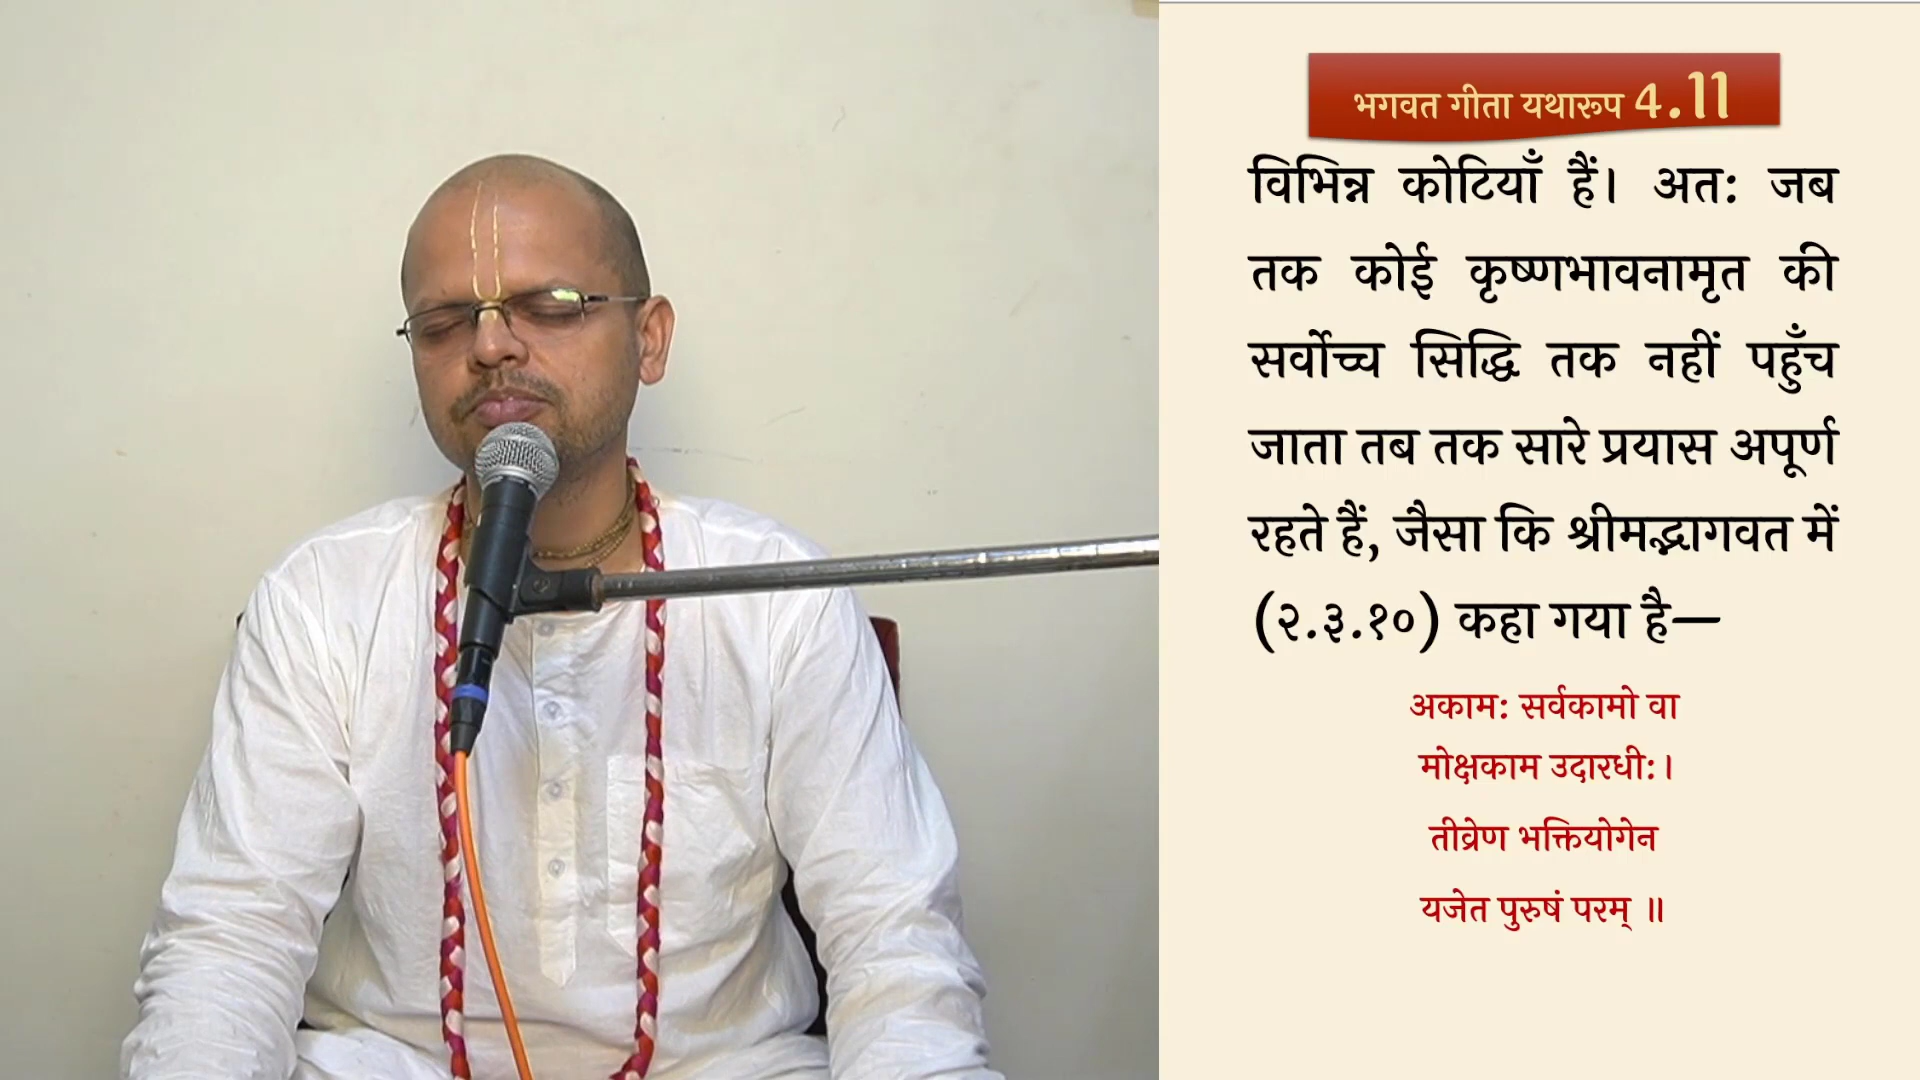 भगवत गीता यथारूप 4.11
विभिन्न कोटियाँ हैं। अत: जब
तक कोई कृष्णभावनामृत की
सर्वोच्च सिद्धि तक नहीं पहुँच
जाता तब तक सारे प्रयास अपूर्ण
रहते हैं, जैसा कि श्रीमद्भागवत में
(२.३.१०) कहा गया है—
अकाम: सर्वकामो वा
मोक्षकाम उदारधी:।
तीव्रेण भक्तियोगेन
यजेत पुरुषं परम् ॥